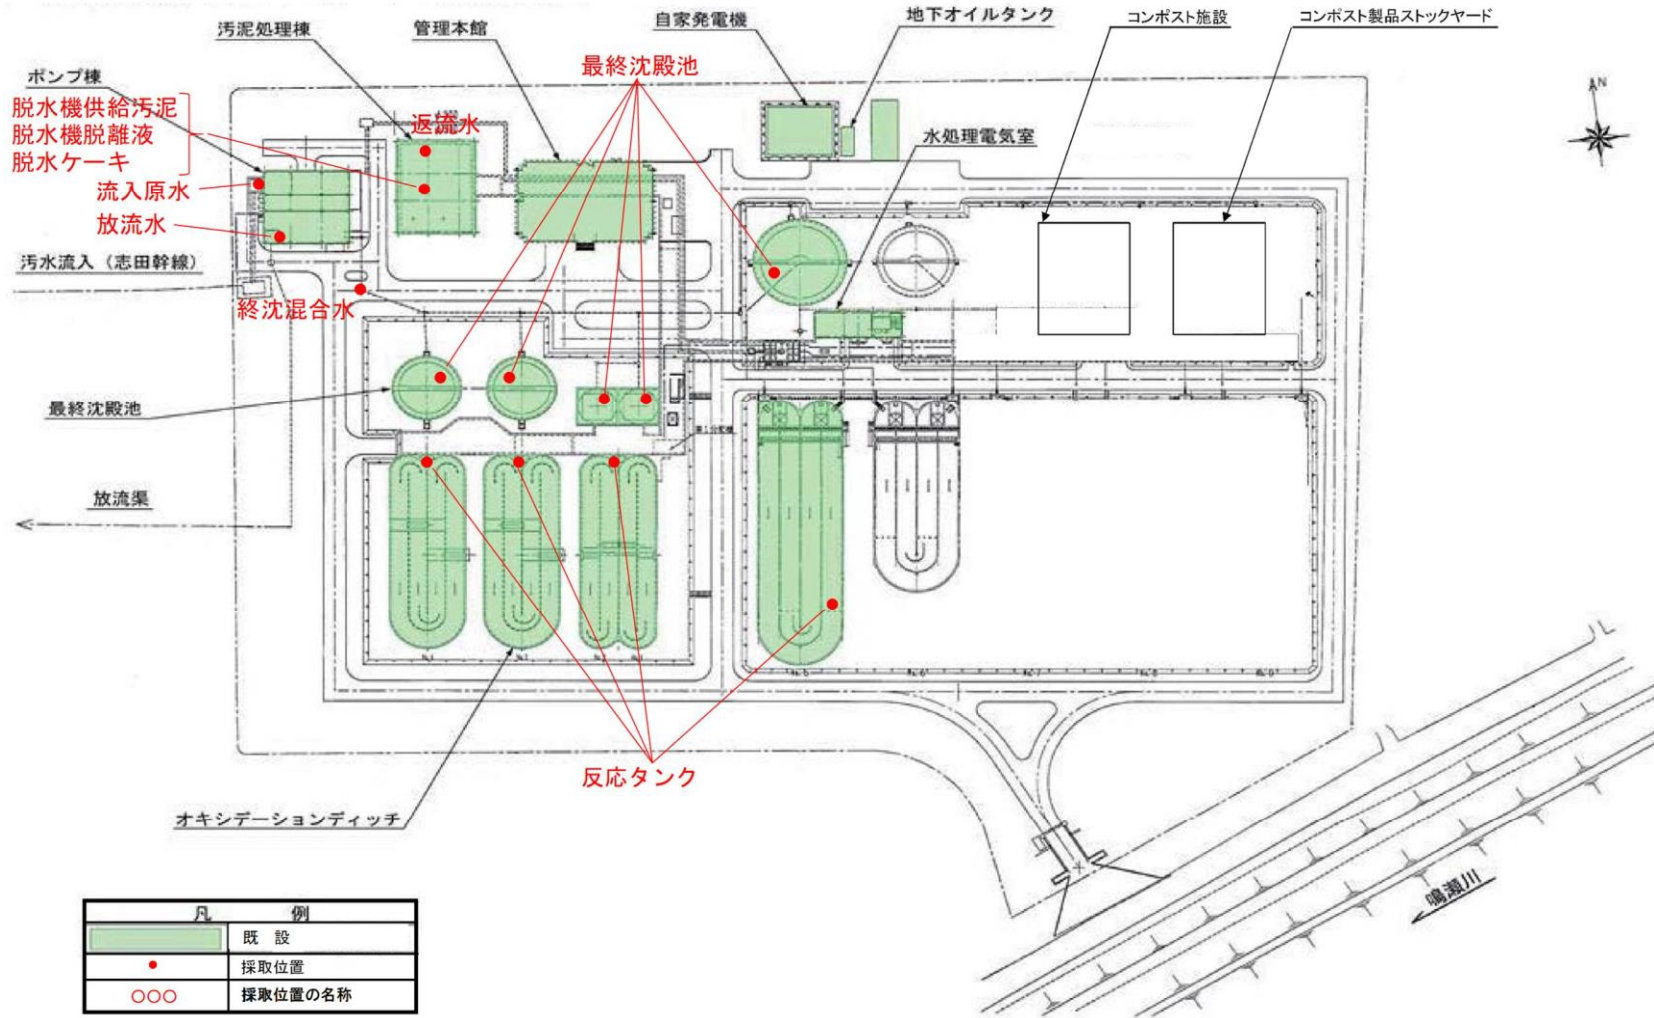 汚泥処理棟
管理本館
自家発電機
地下オイルタンク
コンポスト施設
コンポスト製品ストックヤード
ポンプ棟
最終沈殿池
脱水機供給汚泥
脱水機脱離液
脱水ケーキ
返流水
水処理電気室
N
流入原水
放流水
汚水流入(志田幹線)
終沈混合水
最終沈殿池
放流渠
反応タンク
オキシデーションディッチ
鳴瀬川
凡 例
既 設
採取位置
○○○ 採取位置の名称